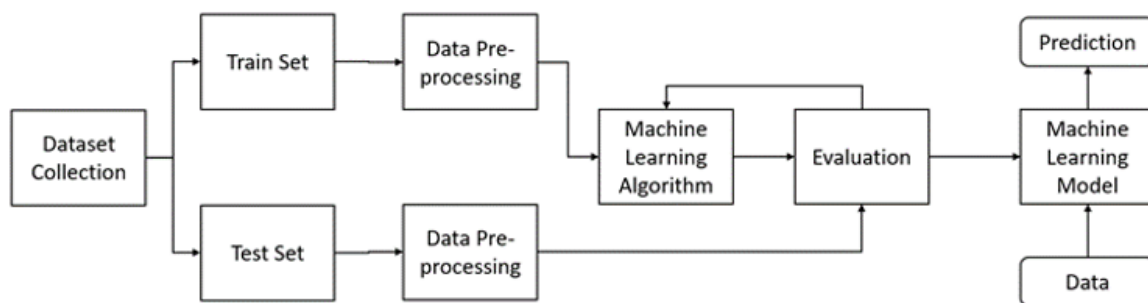 Dataset
Collection
Train Set
Data Pre-
processing
Test Set
Data Pre-
processing
Machine
Learning
Algorithm
Evaluation
Prediction
Machine
Learning
Model
Data